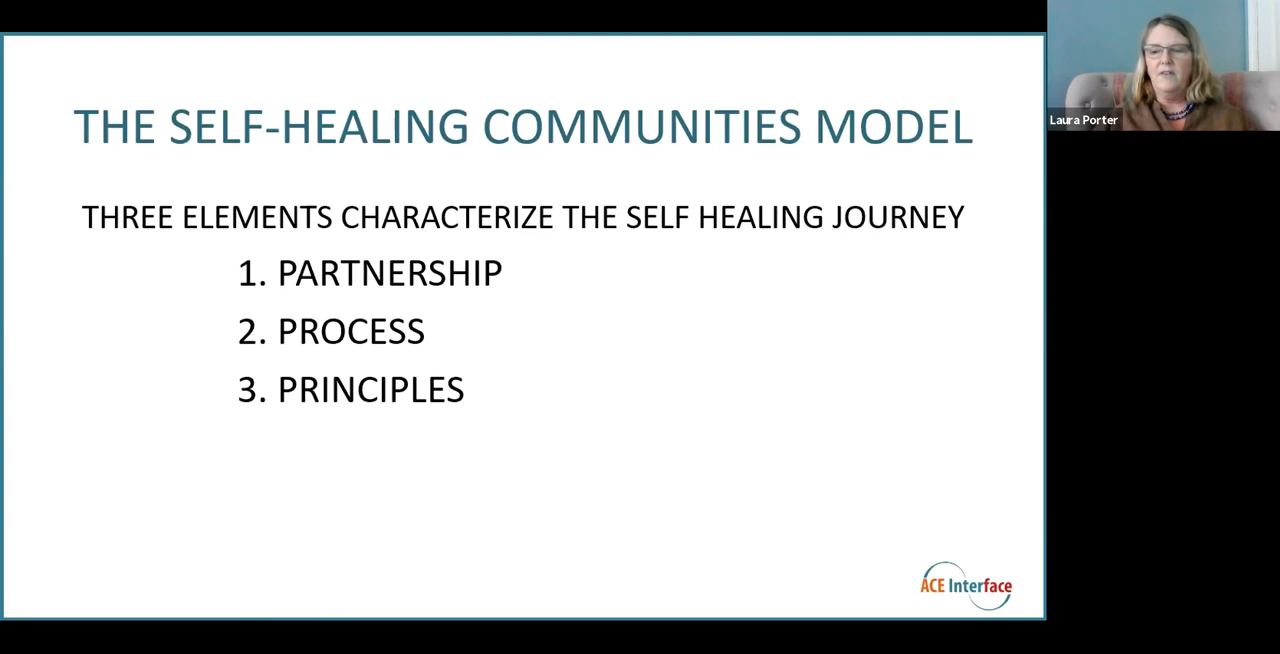 THE SELF-HEALING COMMUNITIES MODEL
THREE ELEMENTS CHARACTERIZE THE SELF HEALING JOURNEY
1. PARTNERSHIP
2. PROCESS
3. PRINCIPLES
ACE Interface
Laura Porter